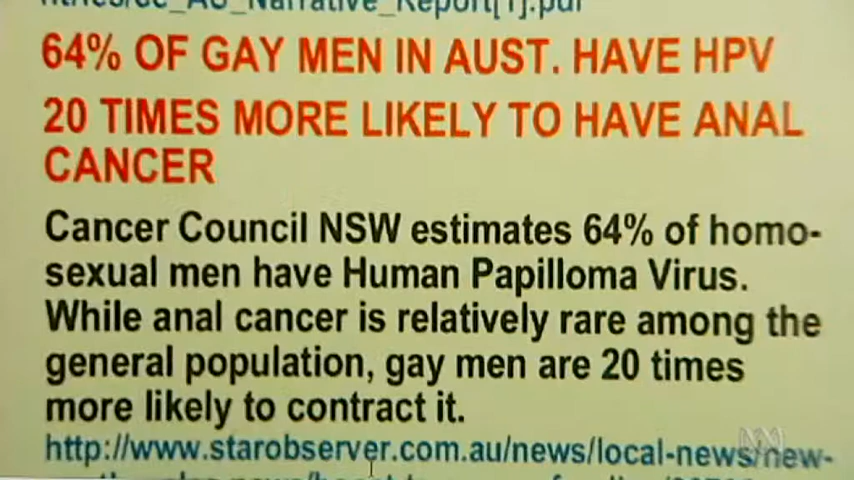 64% OF GAY MEN IN AUST. HAVE HPV
20 TIMES MORE LIKELY TO HAVE ANAL
CANCER
Cancer Council NSW estimates 64% of homo-
sexual men have Human Papilloma Virus.
While anal cancer is relatively rare among the
general population, gay men are 20 times
more likely to contract it.
http://www.starobserver.com.au/news/local-news/new-